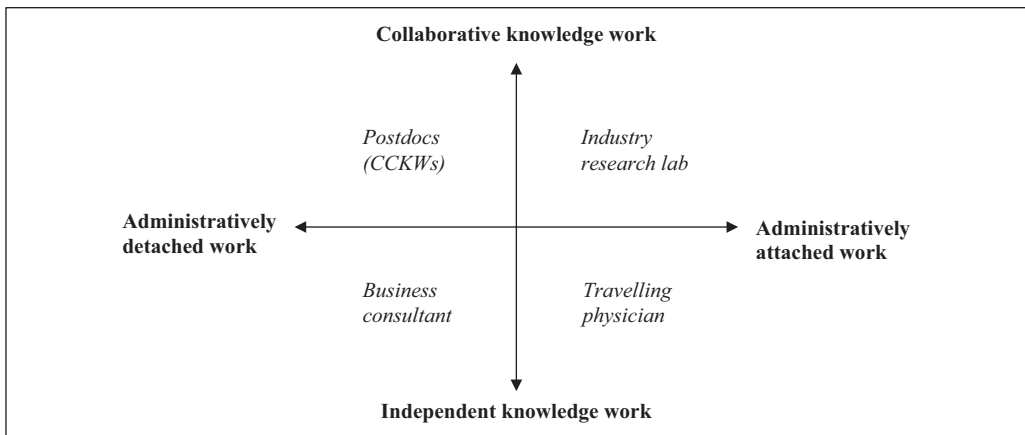 Collaborative knowledge work
Postdocs
(CCKWs)
Industry
research lab
Administratively
detached work
Administratively
attached work
Business
consultant
Travelling
physician
Independent knowledge work